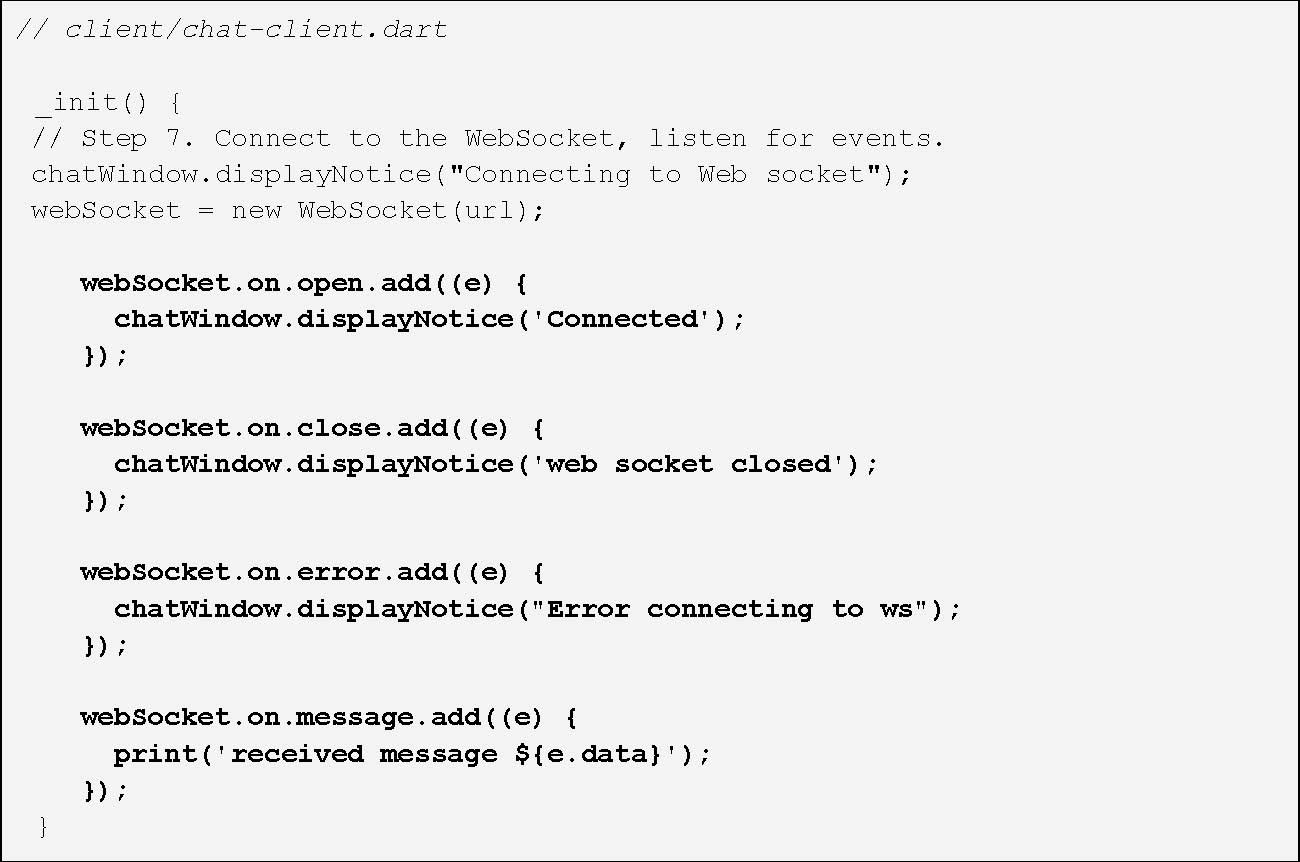 // client/chat-client.dart
_init() {
// Step 7. Connect to the WebSocket, listen for events.
chatWindow.displayNotice("Connecting to Web socket");
webSocket = new WebSocket(url);
webSocket.on.open.add((e) {
chatWindow.displayNotice('Connected');
});
webSocket.on.close.add((e) {
chatWindow.displayNotice('web socket closed');
});
webSocket.on.error.add((e) {
chatWindow.displayNotice("Error connecting to ws");
});
webSocket.on.message.add((e) {
print('received message ${e.data}');
});
}